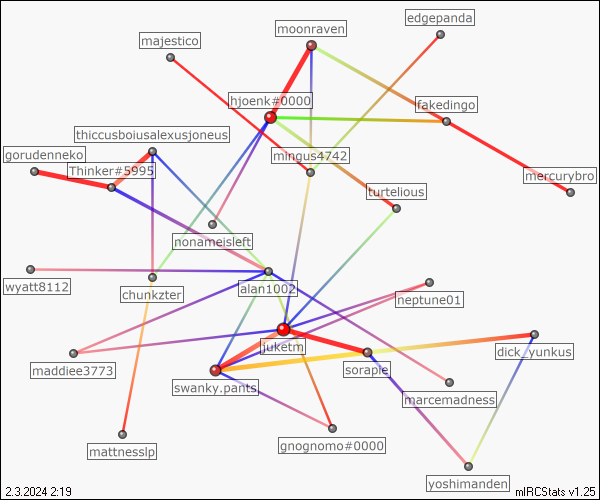 edgepanda
moonraven
majestico
hjoenk#0000
fakedingo
thiccusboiusalexusjoneus
gorudenneko
mingus4742
Thinker#5995
mercurybro
turtelious
nonameisleft
wyatt8112
chunkzter
alan1002
neptune01
juketm
dick_yunkus
maddiee3773
soraple
swanky.pants
marcemadness
mattnesslp
gnognomo#0000
yoshimanden
2.3.2024 2:19
mIRCStats v1.25